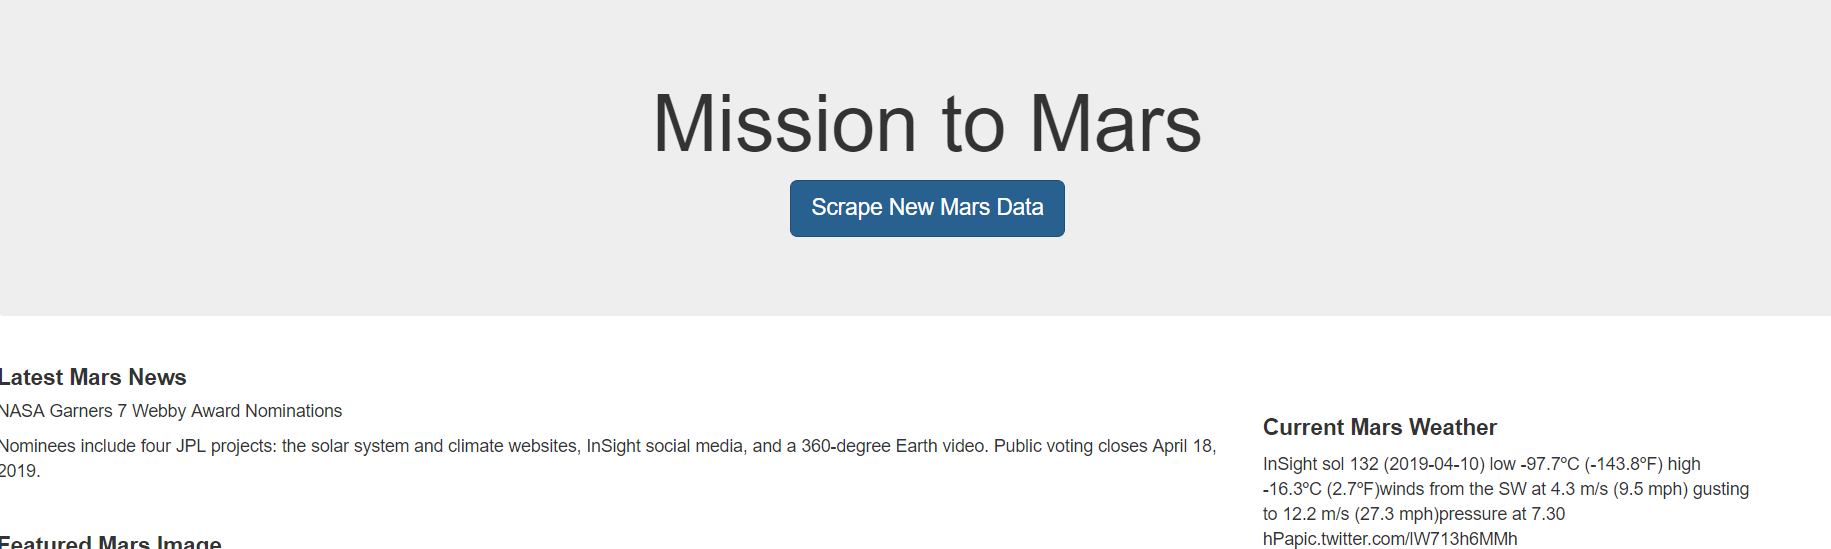 Mission to Mars
Scrape New Mars Data
Latest Mars News
NASA Garners 7 Webby Award Nominations
Nominees include four JPL projects: the solar system and climate websites, InSight social media, and a 360-degree Earth video. Public voting closes April 18,
2019.
Featured Mars Image
Current Mars Weather
InSight sol 132 (2019-04-10) low -97.7ºC (-143.8ºF) high
-16.3ºC (2.7ºF)winds from the SW at 4.3 m/s (9.5 mph) gusting
to 12.2 m/s (27.3 mph)pressure at 7.30
hPapic.twitter.com/lW713h6MMh